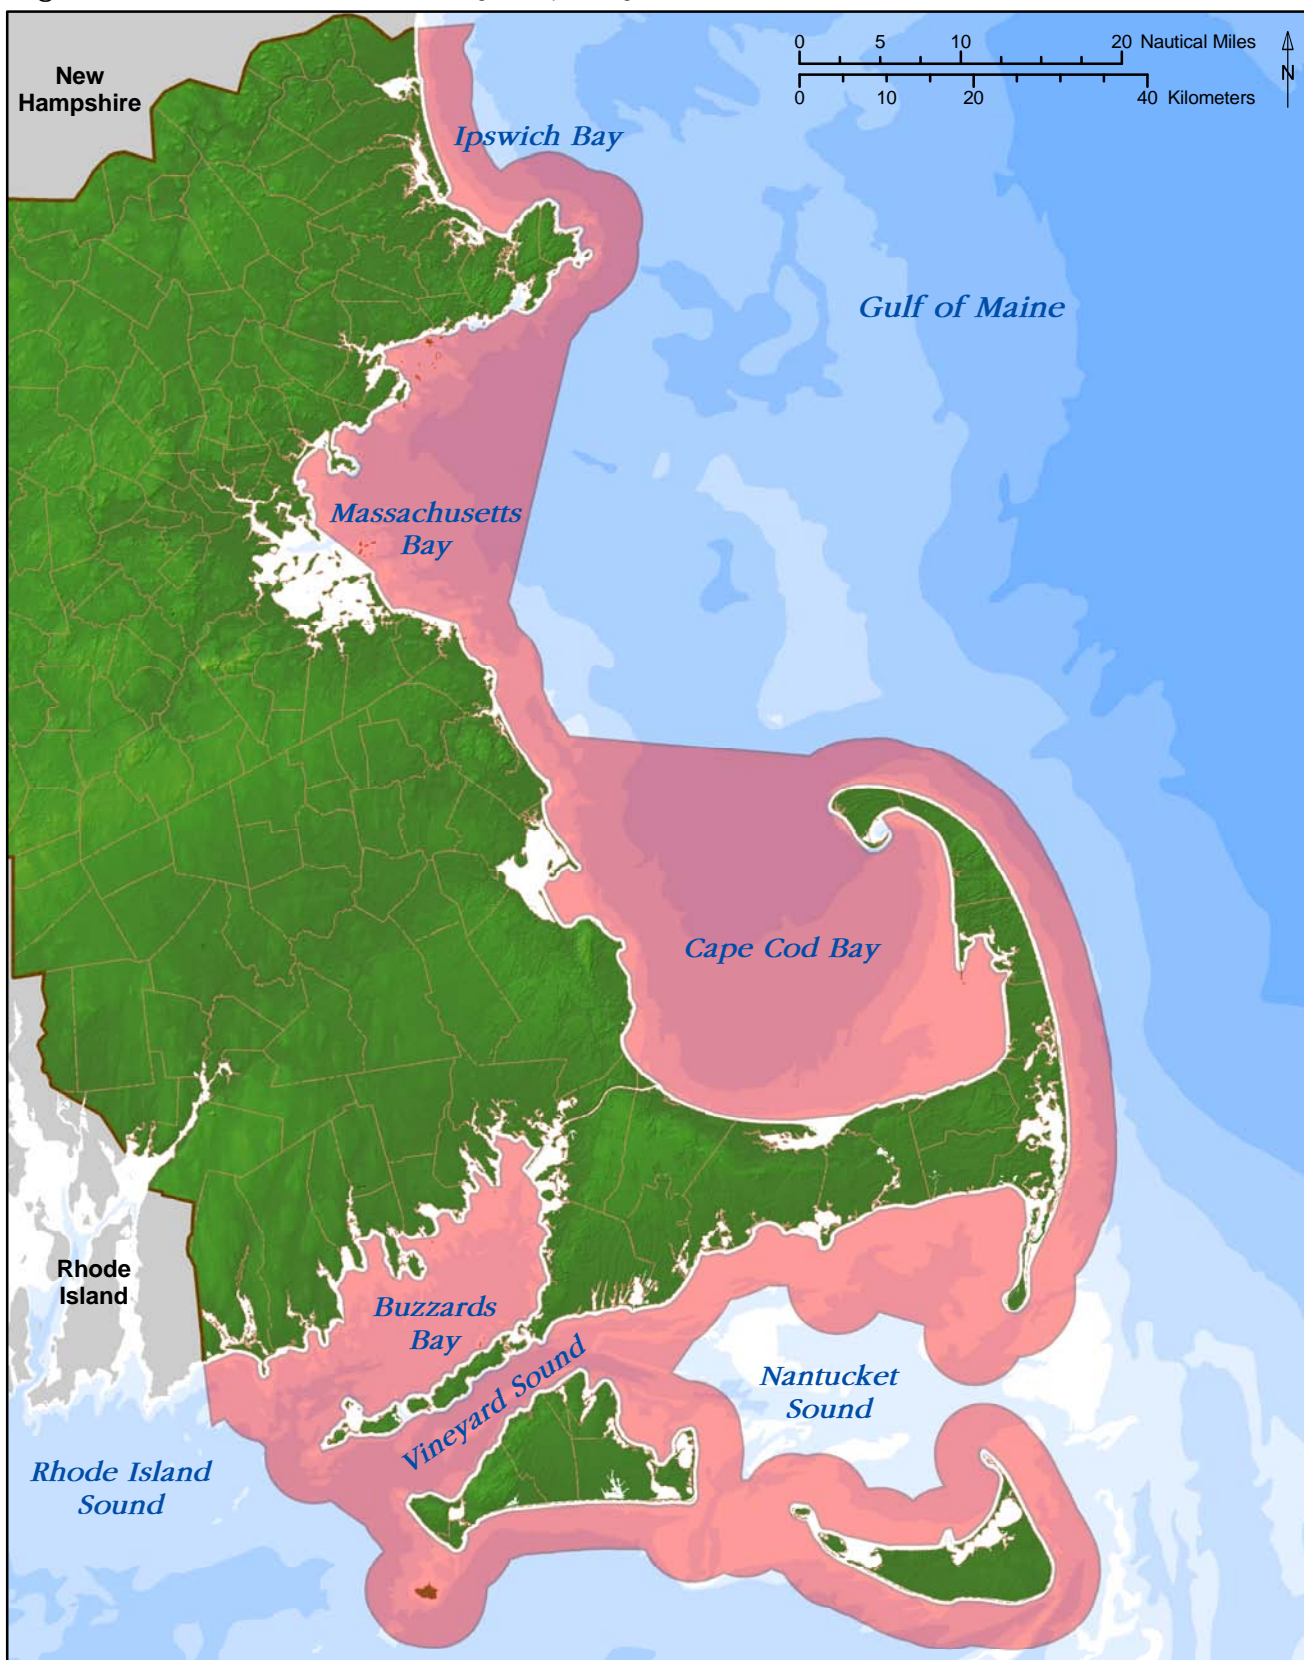 0 5 10 20 Nautical Miles
0 10 20 40 Kilometers
N
New
Hampshire
Ipswich Bay
Gulf of Maine
Massachusetts
Bay
Cape Cod Bay
Rhode
Island
Buzzards
Bay
Vineyard Sound
Nantucket
Sound
Rhode Island
Sound